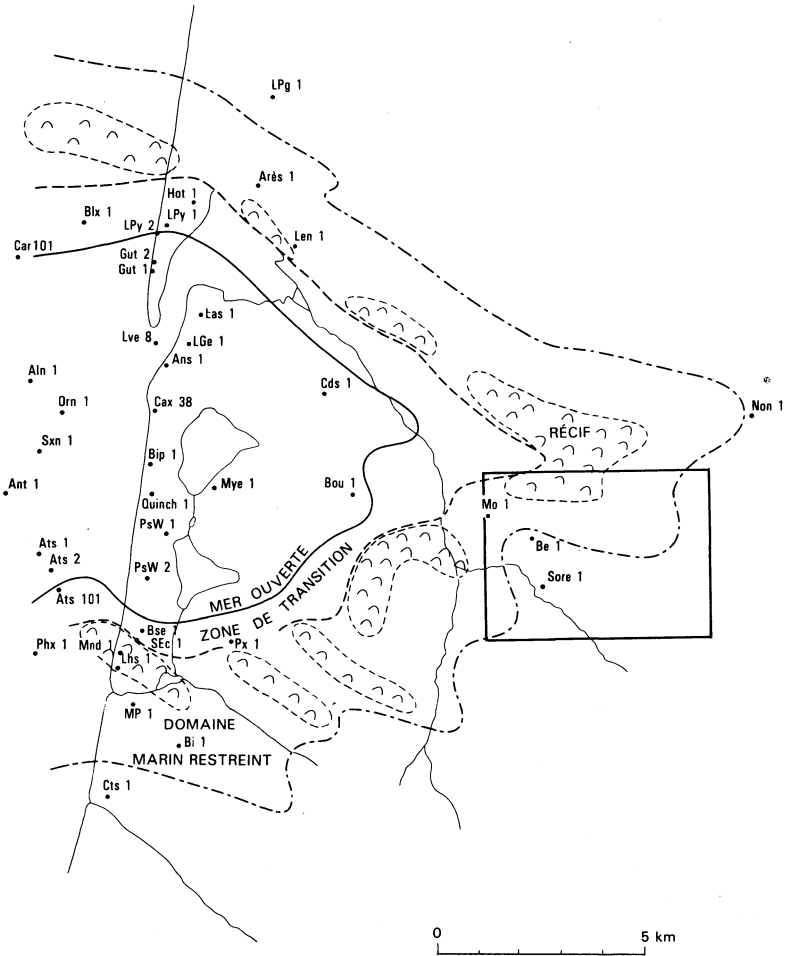 LPg 1
Arès 1
Hot 1
Blx 1
LPy 1
LPy 2
Len 1
Car 101
Gut 2
Gut 1
Las 1
Lve 8
LGe 1
Ans 1
Aln 1
Cds 1
Orn 1
Cax 38
Non 1
RÉCIF
Sxn 1
Bip 1
Ant 1
Mye 1
Bou 1
Quinch 1
Mo 1
PsW 1
Ats 1
Be 1
Ats 2
PsW 2
Sore 1
Ats 101
MER OUVERTE
ZONE DE TRANSITION
Bse 1
Phx 1
Mnd 1
SEc 1
Px 1
Lhs 1
MP 1
DOMAINE
Bi 1
MARIN RESTREINT
Cts 1
0
5 km